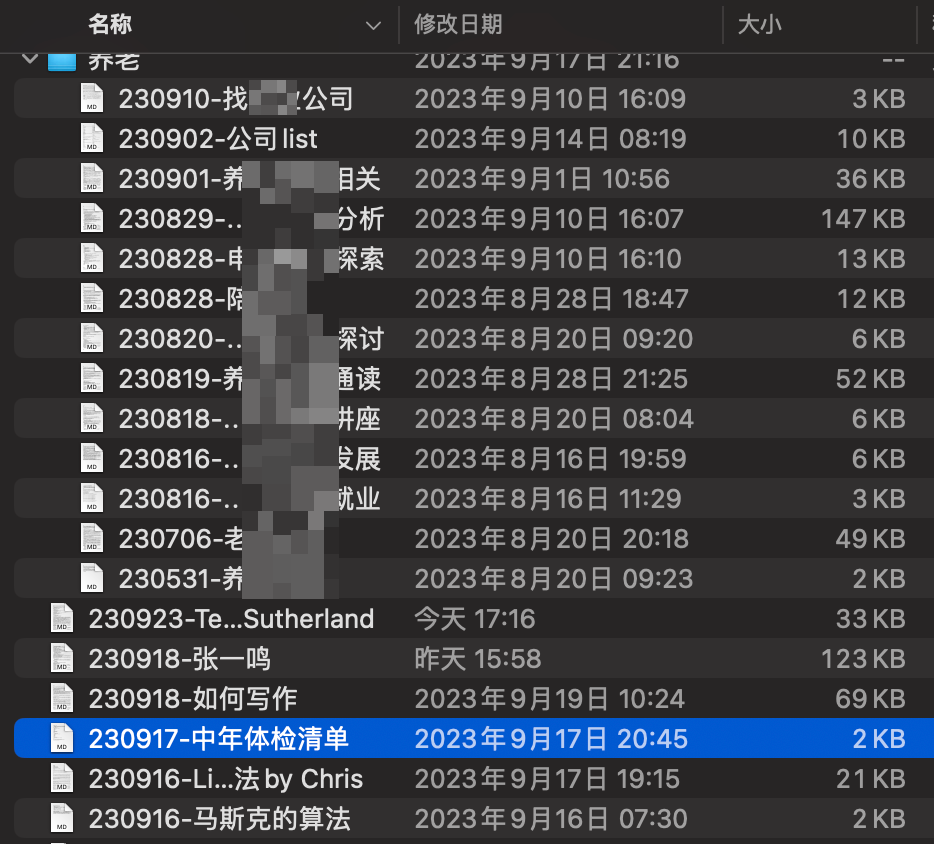 名称 修改日期 大小
养老 2023年9月17日 21:16 --
230910-找 公司 2023年9月10日 16:09 3 KB
230902-公司 list 2023年9月14日 08:19 10 KB
230901-养 相关 2023年9月1日 10:56 36 KB
230829-.. 分析 2023年9月10日 16:07 147 KB
230828- 探索 2023年9月10日 16:10 13 KB
230828-陪 2023年8月28日 18:47 12 KB
230820-.. 探讨 2023年8月20日 09:20 6 KB
230819-养 通读 2023年8月28日 21:25 52 KB
230818-.. 讲座 2023年8月20日 08:04 6 KB
230816-.. 发展 2023年8月16日 19:59 6 KB
230816-.. 就业 2023年8月16日 11:29 3 KB
230706-老 2023年8月20日 20:18 49 KB
230531-养 2023年8月20日 09:23 2 KB
230923-Te...Sutherland 今天 17:16 33 KB
230918-张一鸣 昨天 15:58 123 KB
230918-如何写作 2023年9月19日 10:24 69 KB
230917-中年体检清单 2023年9月17日 20:45 2 KB
230916-Li...法 by Chris 2023年9月17日 19:15 21 KB
230916-马斯克的算法 2023年9月16日 07:30 2 KB